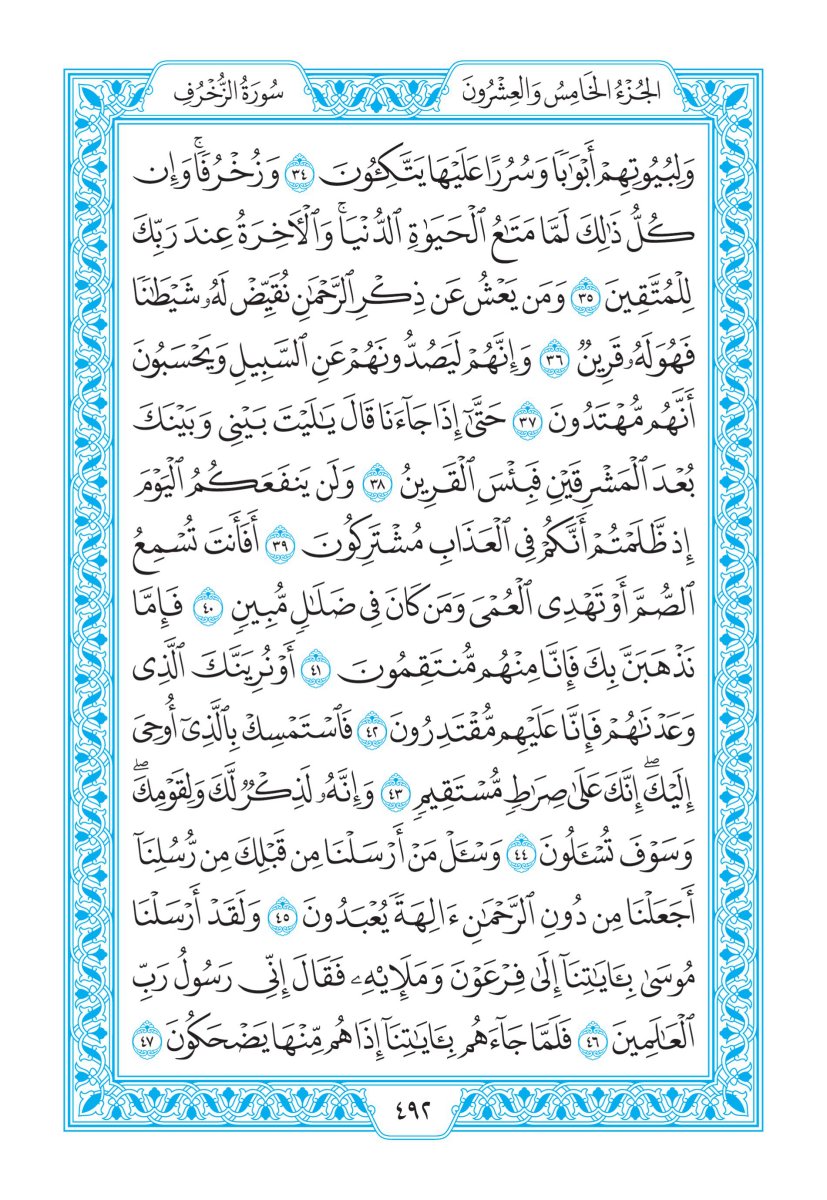 الجُزْءُ الخَامِسُ وَالعِشْرُونَ
سُورَةُ الزُّخْرُفِ
وَلِبُيُوتِهِمْ أَبْوَٰبًا وَسُرُرًا عَلَيْهَا يَتَّكِـُٔونَ ٣٤ وَزُخْرُفًاۚ وَإِن
كُلُّ ذَٰلِكَ لَمَّا مَتَٰعُ ٱلْحَيَوٰةِ ٱلدُّنْيَاۚ وَٱلْءَاخِرَةُ عِندَ رَبِّكَ
لِلْمُتَّقِينَ ٣٥ وَمَن يَعْشُ عَن ذِكْرِ ٱلرَّحْمَٰنِ نُقَيِّضْ لَهُۥ شَيْطَٰنًا
فَهُوَ لَهُۥ قَرِينٌ ٣٦ وَإِنَّهُمْ لَيَصُدُّونَهُمْ عَنِ ٱلسَّبِيلِ وَيَحْسَبُونَ
أَنَّهُم مُّهْتَدُونَ ٣٧ حَتَّىٰٓ إِذَا جَآءَنَا قَالَ يَٰلَيْتَ بَيْنِى وَبَيْنَكَ
بُعْدَ ٱلْمَشْرِقَيْنِ فَبِئْسَ ٱلْقَرِينُ ٣٨ وَلَن يَنفَعَكُمُ ٱلْيَوْمَ
إِذ ظَّلَمْتُمْ أَنَّكُمْ فِى ٱلْعَذَابِ مُشْتَرِكُونَ ٣٩ أَفَأَنتَ تُسْمِعُ
ٱلصُّمَّ أَوْ تَهْدِى ٱلْعُمْىَ وَمَن كَانَ فِى ضَلَٰلٍ مُّبِينٍ ٤٠ فَإِمَّا
نَذْهَبَنَّ بِكَ فَإِنَّا مِنْهُم مُّنتَقِمُونَ ٤١ أَوْ نُرِيَنَّكَ ٱلَّذِى
وَعَدْنَٰهُمْ فَإِنَّا عَلَيْهِم مُّقْتَدِرُونَ ٤٢ فَٱسْتَمْسِكْ بِٱلَّذِىٓ أُوحِىَ
إِلَيْكَۖ إِنَّكَ عَلَىٰ صِرَٰطٍ مُّسْتَقِيمٍ ٤٣ وَإِنَّهُۥ لَذِكْرٌ لَّكَ وَلِقَوْمِكَۖ
وَسَوْفَ تُسْـَٔلُونَ ٤٤ وَسْـَٔلْ مَنْ أَرْسَلْنَا مِن قَبْلِكَ مِن رُّسُلِنَآ
أَجَعَلْنَا مِن دُونِ ٱلرَّحْمَٰنِ ءَالِهَةً يُعْبَدُونَ ٤٥ وَلَقَدْ أَرْسَلْنَا
مُوسَىٰ بِـَٔايَٰتِنَآ إِلَىٰ فِرْعَوْنَ وَمَلَإِي۟هِۦ فَقَالَ إِنِّى رَسُولُ رَبِّ
ٱلْعَٰلَمِينَ ٤٦ فَلَمَّا جَآءَهُم بِـَٔايَٰتِنَآ إِذَا هُم مِّنْهَا يَضْحَكُونَ ٤٧
٤٩٢